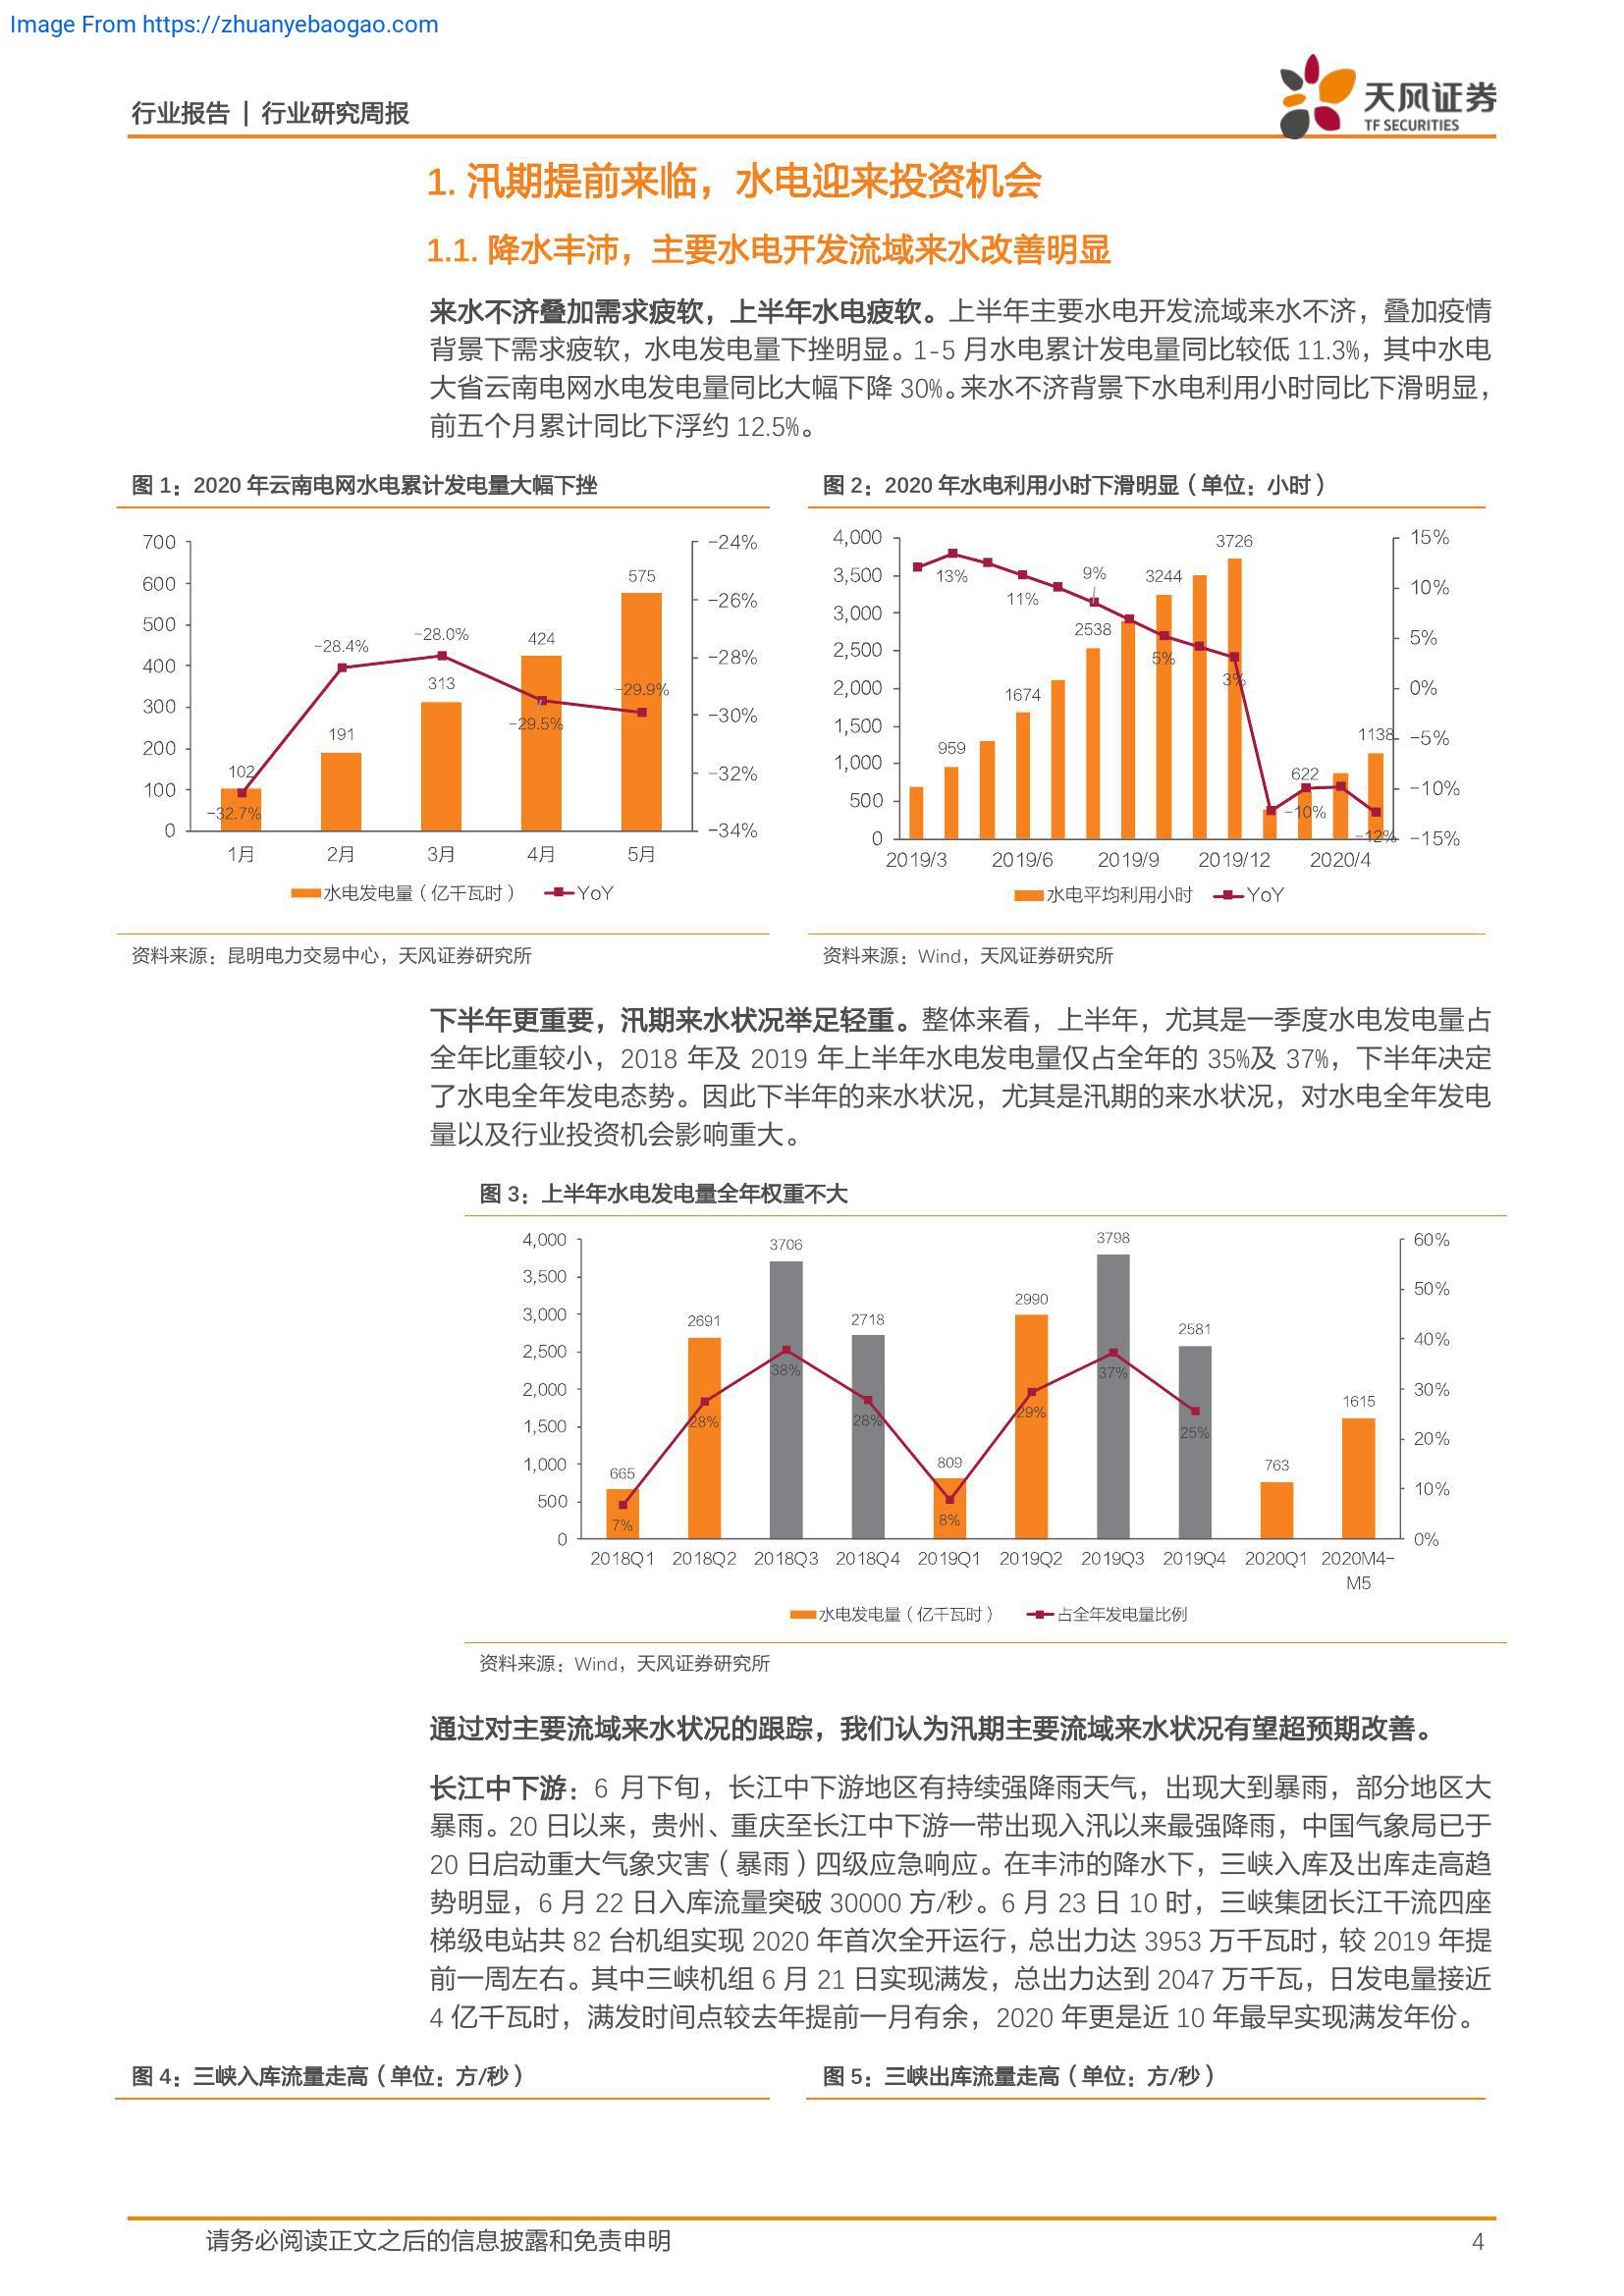 Image From https://zhuanyebaogao.com
行业报告 | 行业研究周报
天风证券
TF SECURITIES
1. 汛期提前来临，水电迎来投资机会
1.1. 降水丰沛，主要水电开发流域来水改善明显
来水不济叠加需求疲软，上半年水电疲软。上半年主要水电开发流域来水不济，叠加疫情
背景下需求疲软，水电发电量下挫明显。1-5 月水电累计发电量同比较低 11.3%，其中水电
大省云南电网水电发电量同比大幅下降 30%。来水不济背景下水电利用小时同比下滑明显，
前五个月累计同比下浮约 12.5%。
图 1：2020 年云南电网水电累计发电量大幅下挫
700
600
500
400
300
200
100
0
-24%
-26%
-28%
-30%
-32%
-34%
102
191
313
424
575
-32.7%
-28.4%
-28.0%
-29.5%
-29.9%
1月 2月 3月 4月 5月
水电发电量（亿千瓦时） YoY
资料来源：昆明电力交易中心，天风证券研究所
图 2：2020 年水电利用小时下滑明显（单位：小时）
4,000
3,500
3,000
2,500
2,000
1,500
1,000
500
0
15%
10%
5%
0%
-5%
-10%
-15%
959
1674
2538
3244
3726
622
1138
13%
11%
9%
5%
3%
-10%
-12%
2019/3 2019/6 2019/9 2019/12 2020/4
水电平均利用小时 YoY
资料来源：Wind，天风证券研究所
下半年更重要，汛期来水状况举足轻重。整体来看，上半年，尤其是一季度水电发电量占
全年比重较小，2018 年及 2019 年上半年水电发电量仅占全年的 35%及 37%，下半年决定
了水电全年发电态势。因此下半年的来水状况，尤其是汛期的来水状况，对水电全年发电
量以及行业投资机会影响重大。
图 3：上半年水电发电量全年权重不大
4,000
3,500
3,000
2,500
2,000
1,500
1,000
500
0
60%
50%
40%
30%
20%
10%
0%
665
2691
3706
2718
809
2990
3798
2581
763
1615
7%
28%
38%
28%
8%
29%
37%
25%
2018Q1 2018Q2 2018Q3 2018Q4 2019Q1 2019Q2 2019Q3 2019Q4 2020Q1 2020M4-
M5
水电发电量（亿千瓦时） 占全年发电量比例
资料来源：Wind，天风证券研究所
通过对主要流域来水状况的跟踪，我们认为汛期主要流域来水状况有望超预期改善。
长江中下游：6 月下旬，长江中下游地区有持续强降雨天气，出现大到暴雨，部分地区大
暴雨。20 日以来，贵州、重庆至长江中下游一带出现入汛以来最强降雨，中国气象局已于
20 日启动重大气象灾害（暴雨）四级应急响应。在丰沛的降水下，三峡入库及出库走高趋
势明显，6 月 22 日入库流量突破 30000 方/秒。6 月 23 日 10 时，三峡集团长江干流四座
梯级电站共 82 台机组实现 2020 年首次全开运行，总出力达 3953 万千瓦时，较 2019 年提
前一周左右。其中三峡机组 6 月 21 日实现满发，总出力达到 2047 万千瓦，日发电量接近
4 亿千瓦时，满发时间点较去年提前一月有余，2020 年更是近 10 年最早实现满发年份。
图 4：三峡入库流量走高（单位：方/秒）
图 5：三峡出库流量走高（单位：方/秒）
请务必阅读正文之后的信息披露和免责申明
4